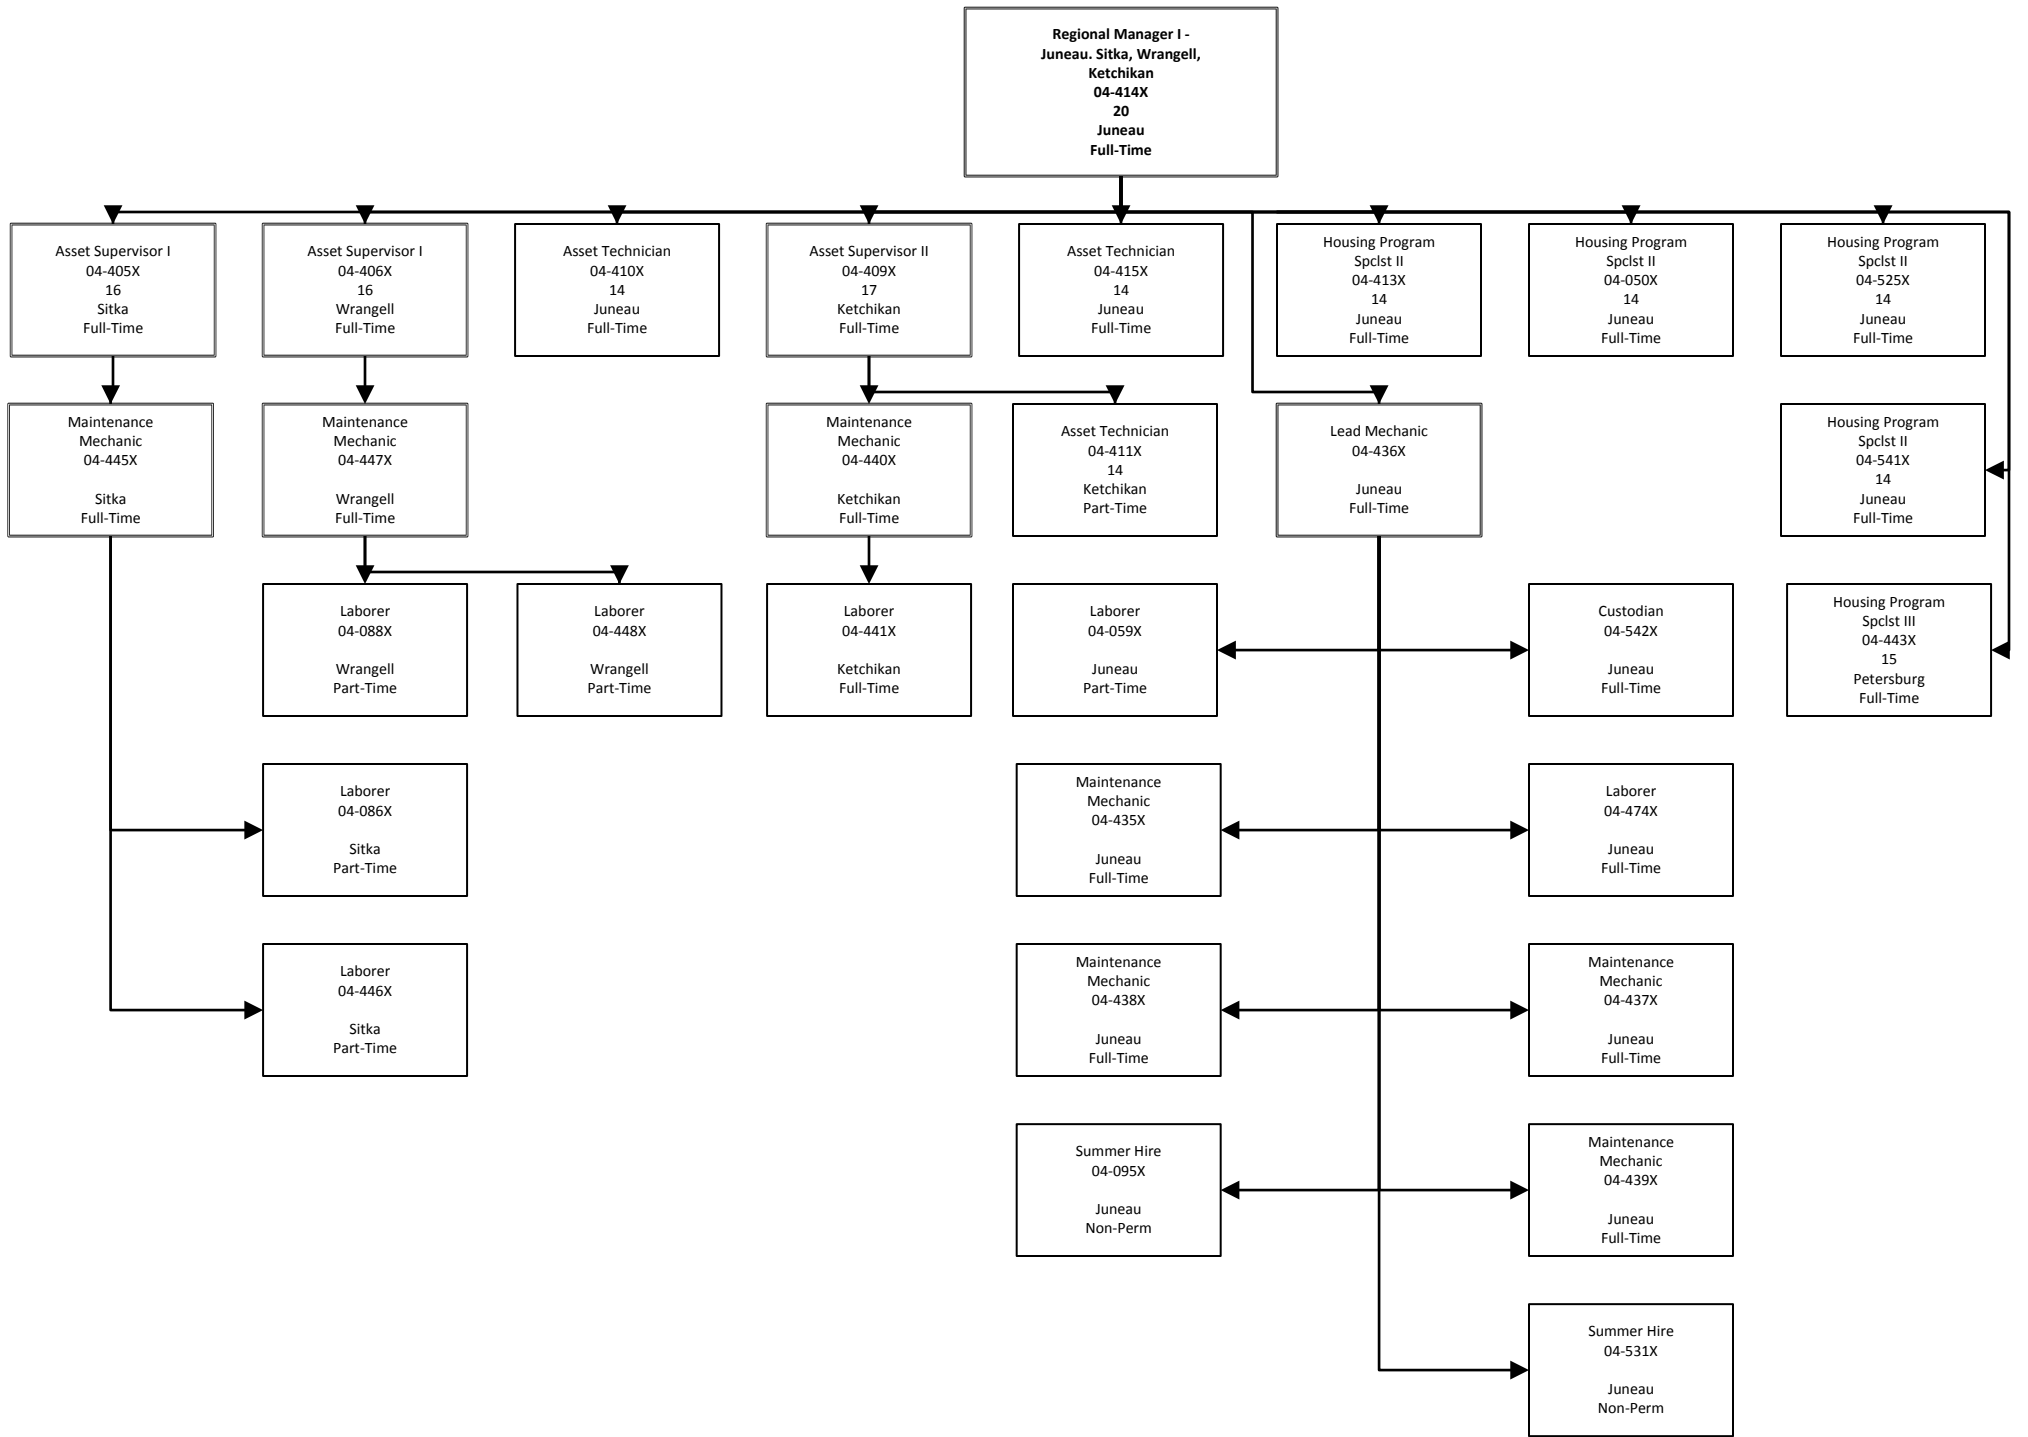 Regional Manager I -
Juneau. Sitka, Wrangell,
Ketchikan
04-414X
20
Juneau
Full-Time
Asset Supervisor I
04-405X
16
Sitka
Full-Time
Asset Supervisor I
04-406X
16
Wrangell
Full-Time
Asset Technician
04-410X
14
Juneau
Full-Time
Asset Supervisor II
04-409X
17
Ketchikan
Full-Time
Asset Technician
04-415X
14
Juneau
Full-Time
Housing Program
Spclst II
04-413X
14
Juneau
Full-Time
Housing Program
Spclst II
04-050X
14
Juneau
Full-Time
Housing Program
Spclst II
04-525X
14
Juneau
Full-Time
Maintenance
Mechanic
04-445X
Sitka
Full-Time
Maintenance
Mechanic
04-447X
Wrangell
Full-Time
Maintenance
Mechanic
04-440X
Ketchikan
Full-Time
Asset Technician
04-411X
14
Ketchikan
Part-Time
Lead Mechanic
04-436X
Juneau
Full-Time
Housing Program
Spclst II
04-541X
14
Juneau
Full-Time
Laborer
04-088X
Wrangell
Part-Time
Laborer
04-448X
Wrangell
Part-Time
Laborer
04-441X
Ketchikan
Full-Time
Laborer
04-059X
Juneau
Part-Time
Custodian
04-542X
Juneau
Full-Time
Housing Program
Spclst III
04-443X
15
Petersburg
Full-Time
Laborer
04-086X
Sitka
Part-Time
Maintenance
Mechanic
04-435X
Juneau
Full-Time
Laborer
04-474X
Juneau
Full-Time
Laborer
04-446X
Sitka
Part-Time
Maintenance
Mechanic
04-438X
Juneau
Full-Time
Maintenance
Mechanic
04-437X
Juneau
Full-Time
Summer Hire
04-095X
Juneau
Non-Perm
Maintenance
Mechanic
04-439X
Juneau
Full-Time
Summer Hire
04-531X
Juneau
Non-Perm